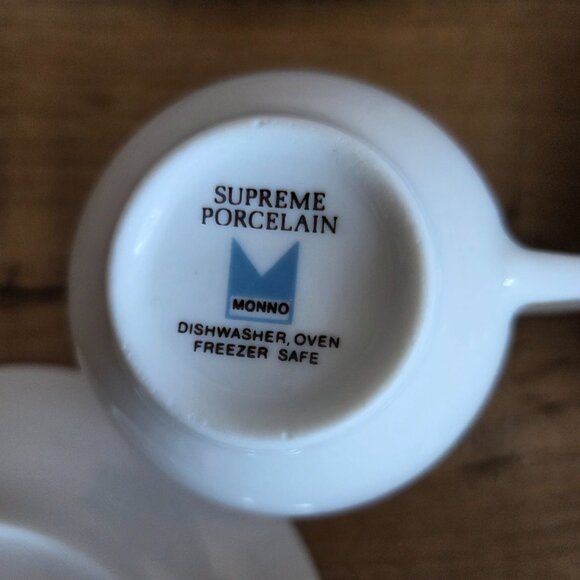 SUPREME
PORCELAIN
MONNO
DISHWASHER, OVEN
FREEZER SAFE